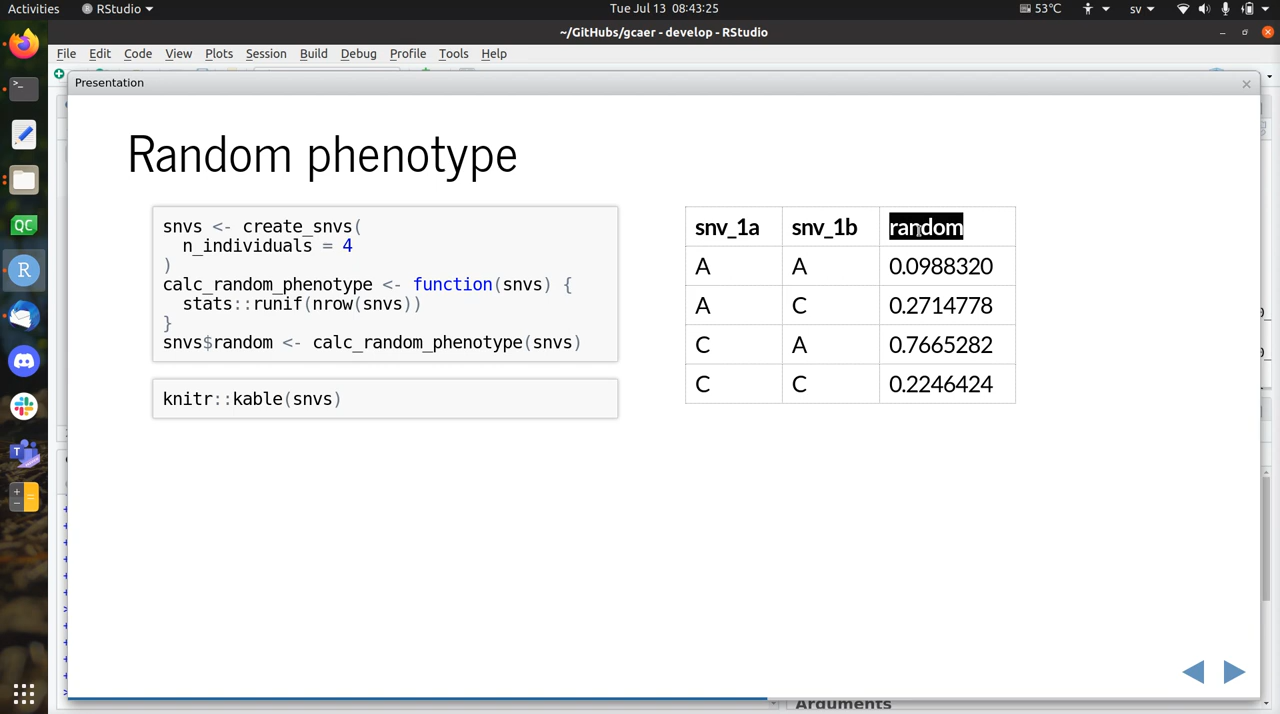 Activities RStudio Tue Jul 13 08:43:25 53°C sv
~/GitHubs/gcaer - develop - RStudio
File Edit Code View Plots Session Build Debug Profile Tools Help
Presentation
Random phenotype
snvs <- create_snvs(
  n_individuals = 4
)
calc_random_phenotype <- function(snvs) {
  stats::runif(nrow(snvs))
}
snvs$random <- calc_random_phenotype(snvs)
knitr::kable(snvs)
snv_1a snv_1b random
A A 0.0988320
A C 0.2714778
C A 0.7665282
C C 0.2246424
Arguments